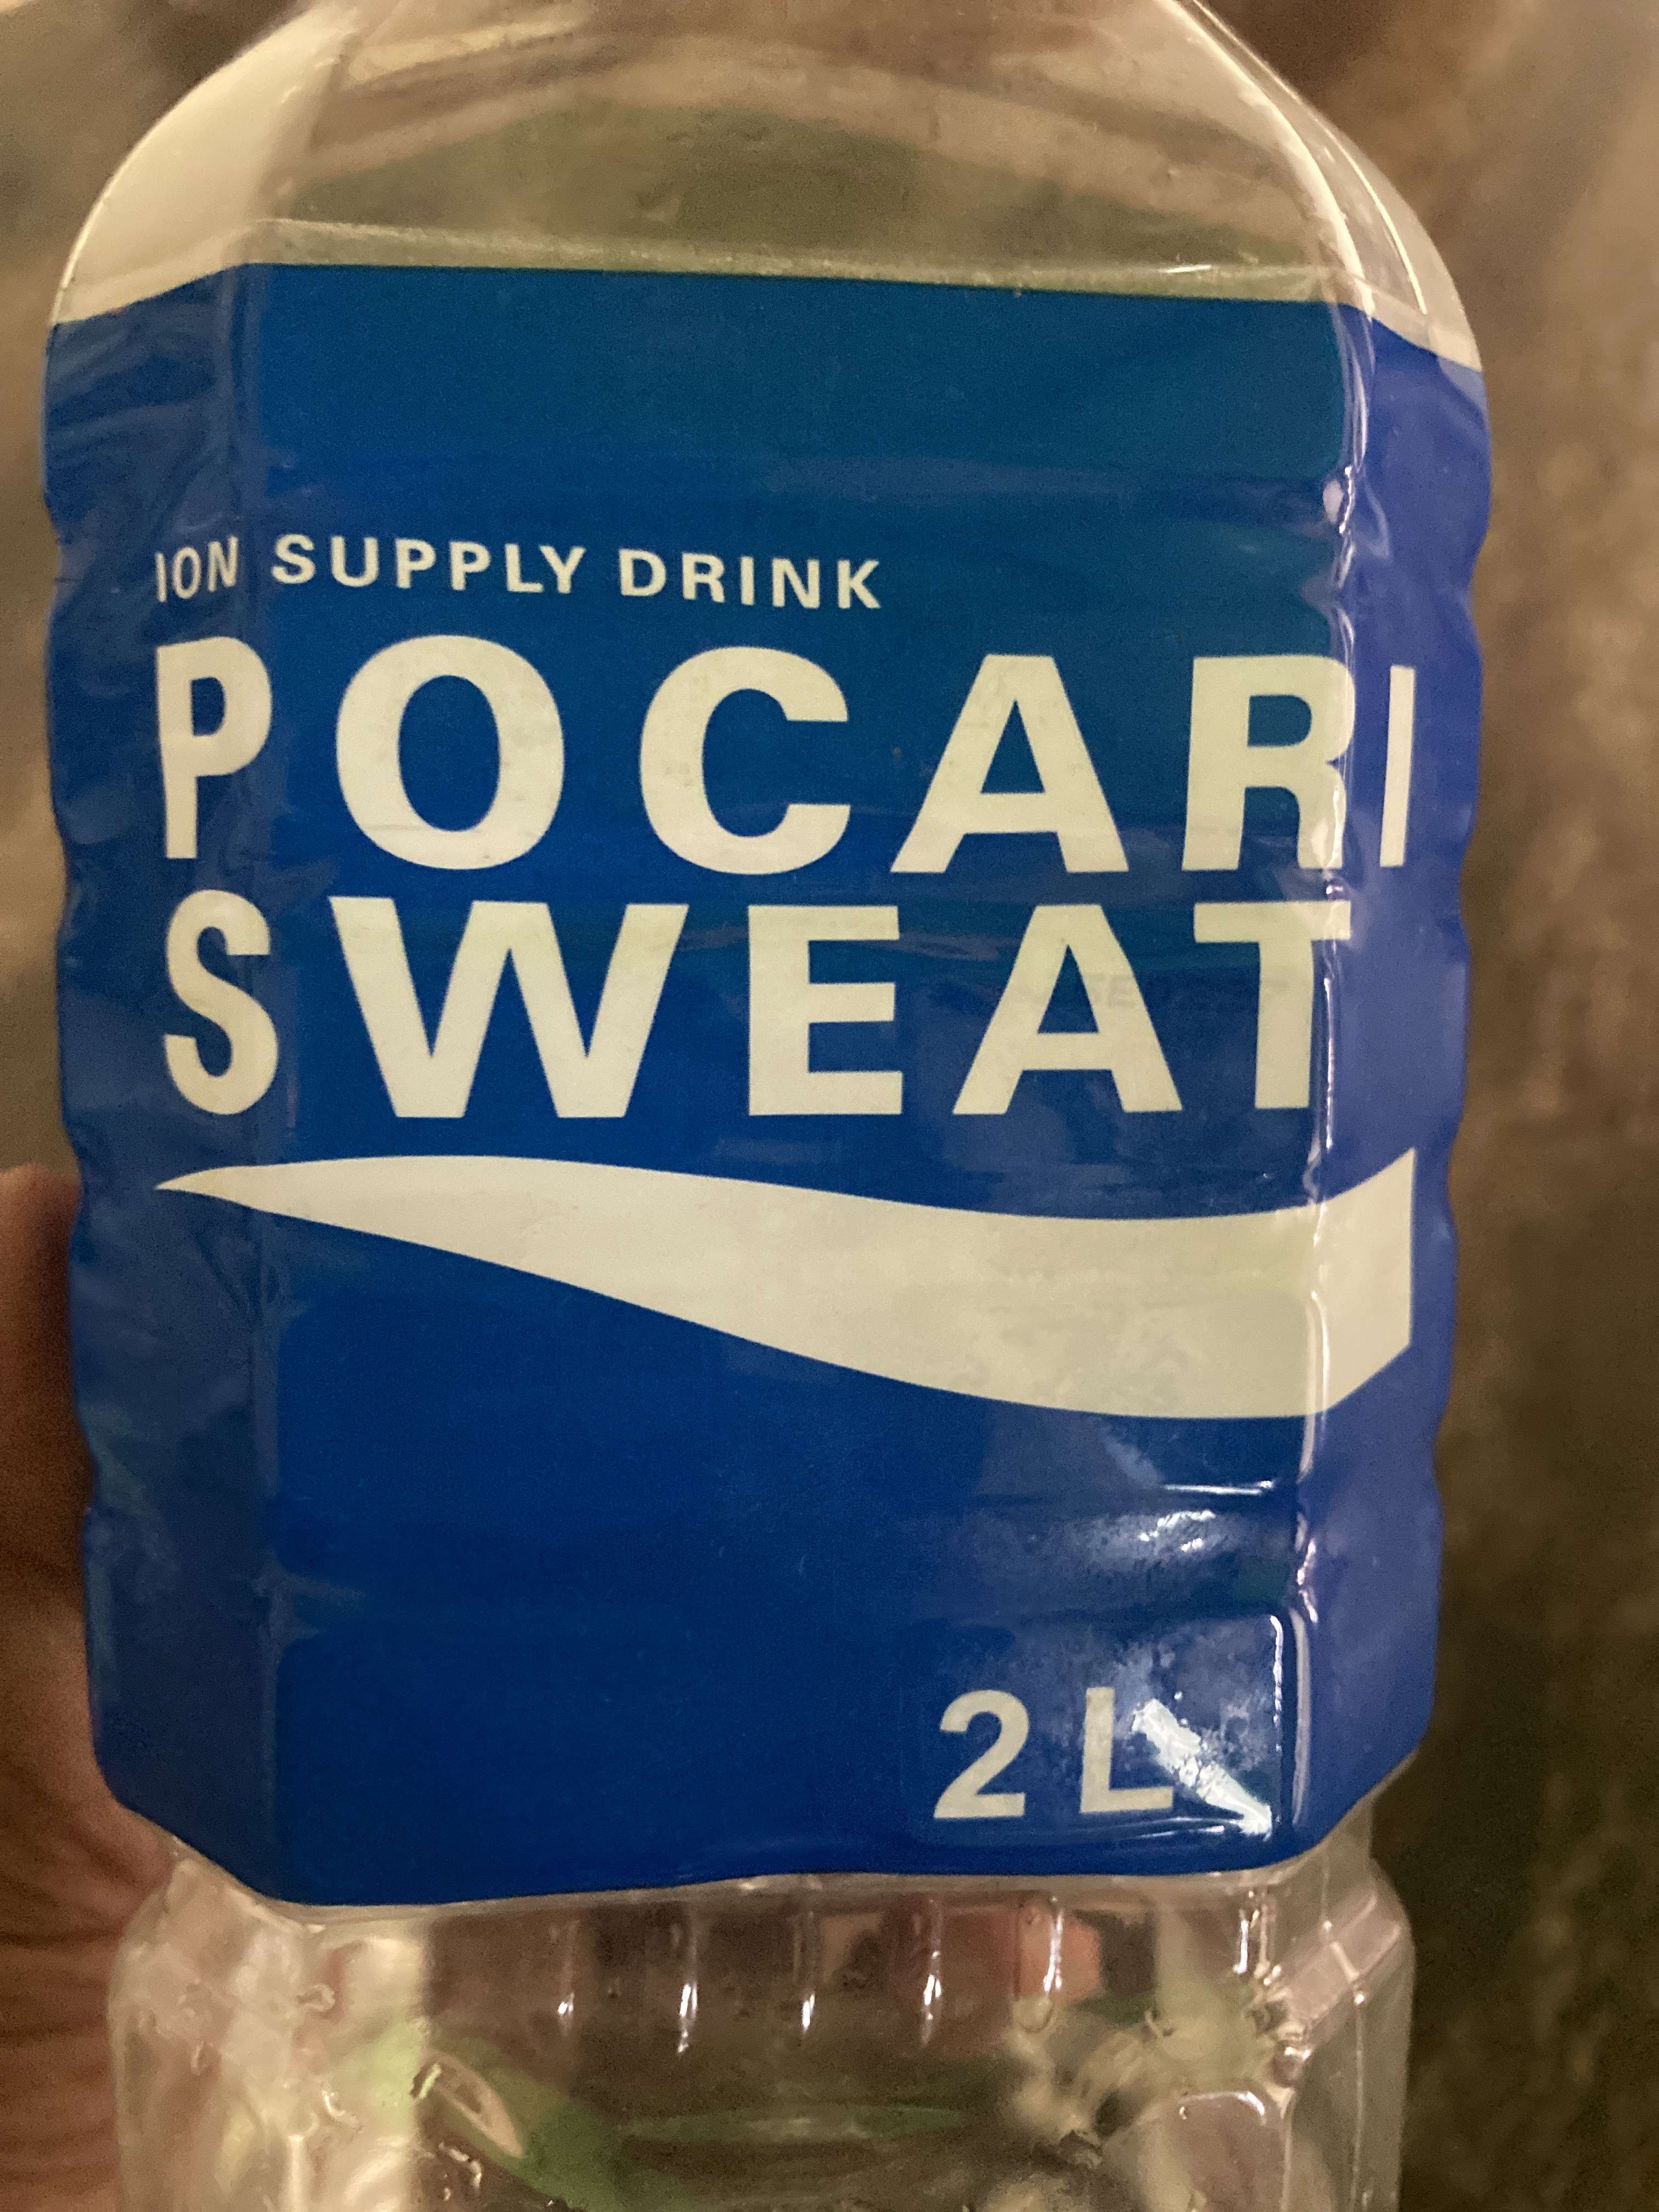 ION SUPPLY DRINK
POCARI
SWEAT
2L